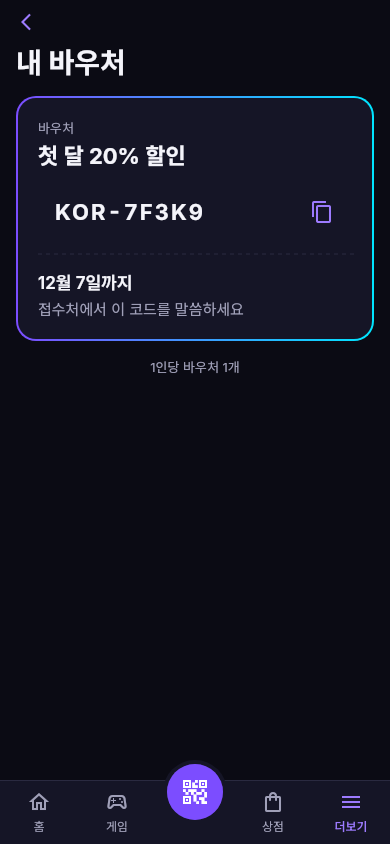 내 바우처
바우처
첫 달 20% 할인
KOR-7F3K9
12월 7일까지
접수처에서 이 코드를 말씀하세요
1인당 바우처 1개
홈
게임
상점
더보기